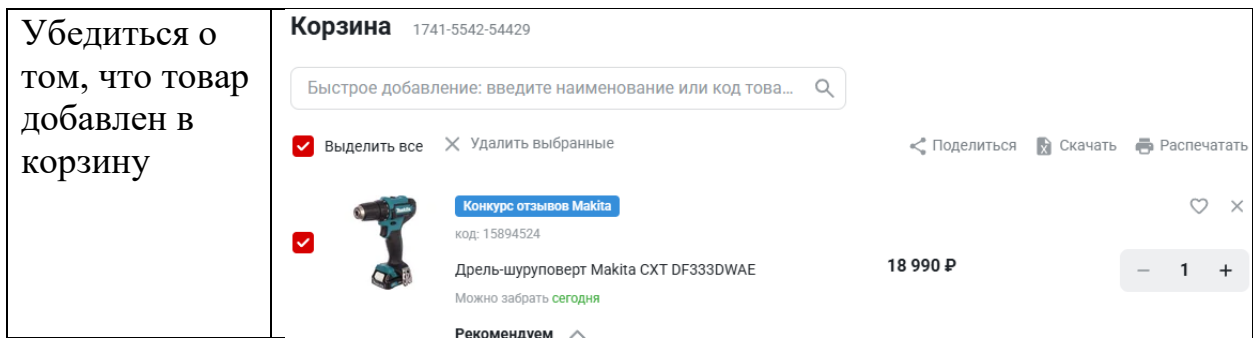 Убедиться о
том, что товар
добавлен в
корзину
Корзина 1741-5542-54429
Быстрое добавление: введите наименование или код това...
Выделить все Удалить выбранные Поделиться Скачать Распечатать
Конкурс отзывов Makita
код: 15894524
Дрель-шуруповерт Makita CXT DF333DWAE 18 990 ₽ − 1 +
Можно забрать сегодня
Рекомендуем